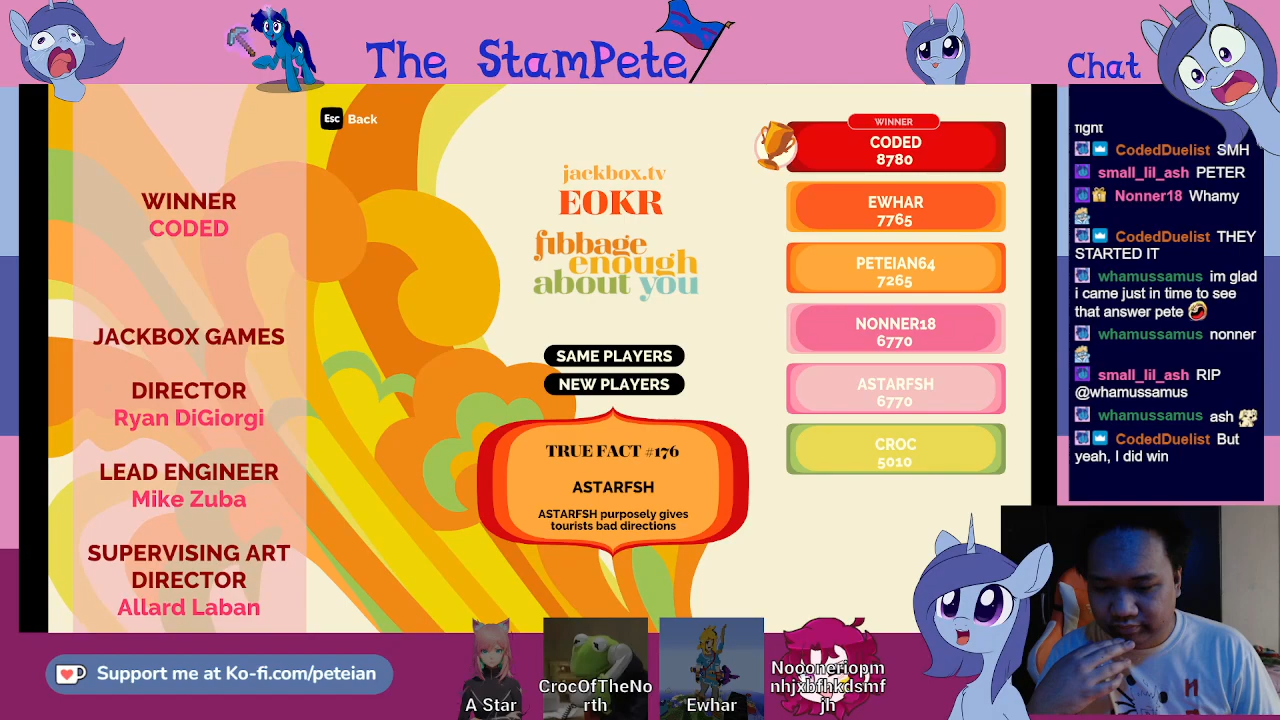 The StamPete
Chat
Esc Back
WINNER
CODED
JACKBOX GAMES
DIRECTOR
Ryan DiGiorgi
LEAD ENGINEER
Mike Zuba
SUPERVISING ART
DIRECTOR
Allard Laban
jackbox.tv
EOKR
fibbage
enough
about you
SAME PLAYERS
NEW PLAYERS
TRUE FACT #176
ASTARFSH
ASTARFSH purposely gives
tourists bad directions
WINNER
CODED
8780
EWHAR
7765
PETEIAN64
7265
NONNER18
6770
ASTARFSH
6770
CROC
5010
fight
CodedDuelist SMH
small_lil_ash PETER
Nonner18 Whamy
CodedDuelist THEY
STARTED IT
whamussamus im glad
i came just in time to see
that answer pete
whamussamus nonner
small_lil_ash RIP
@whamussamus
whamussamus ash
CodedDuelist But
yeah, I did win
Support me at Ko-fi.com/peteian
A Star
CrocOfTheNo
rth
Ewhar